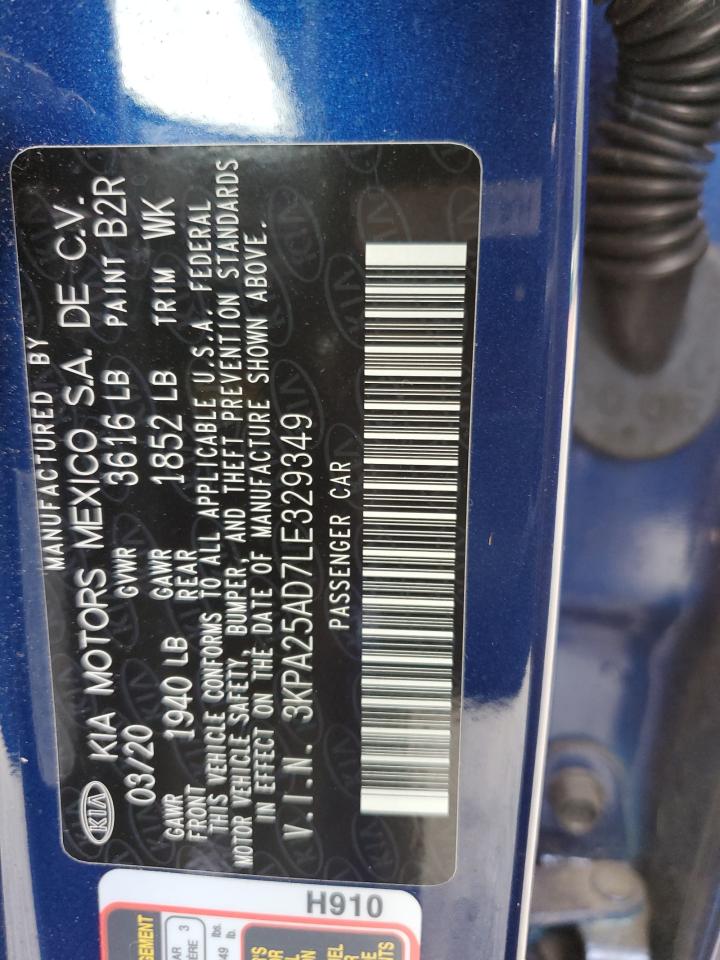 MANUFACTURED BY
KIA KIA MOTORS MEXICO S.A. DE C.V.
03/20 GVWR 3616 LB PAINT B2R
GAWR FRONT 1940 LB GAWR REAR 1852 LB TRIM WK
THIS VEHICLE CONFORMS TO ALL APPLICABLE U.S.A. FEDERAL
MOTOR VEHICLE SAFETY, BUMPER, AND THEFT PREVENTION STANDARDS
IN EFFECT ON THE DATE OF MANUFACTURE SHOWN ABOVE.
V.I.N. 3KPA25AD7LE329349
PASSENGER CAR
H910